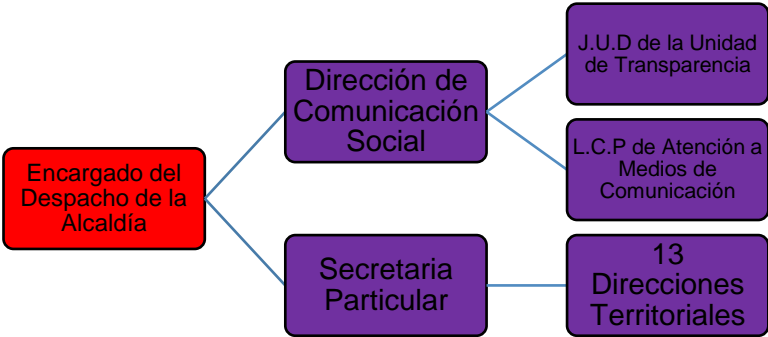 Encargado del
Despacho de la
Alcaldía
Dirección de
Comunicación
Social
J.U.D de la Unidad
de Transparencia
L.C.P de Atención a
Medios de
Comunicación
Secretaria
Particular
13
Direcciones
Territoriales